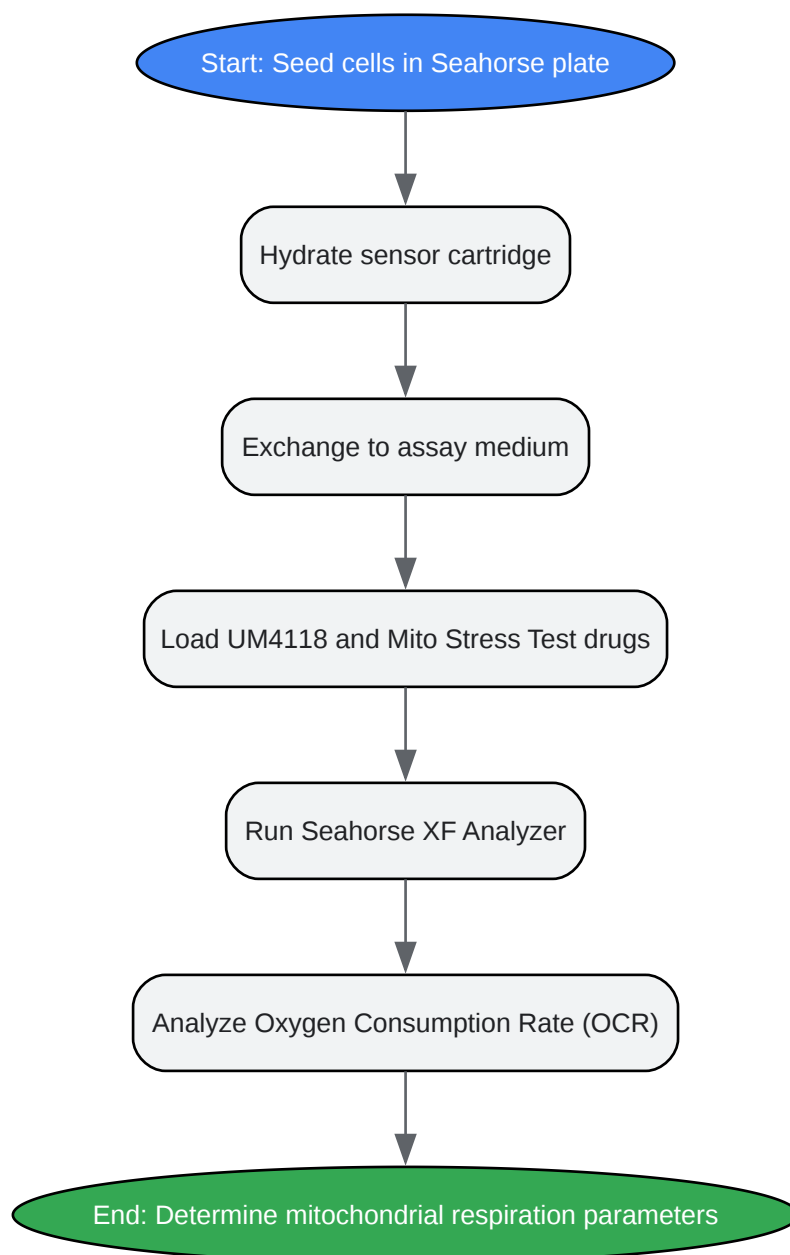 Start: Seed cells in Seahorse plate
Hydrate sensor cartridge
Exchange to assay medium
Load UM4118 and Mito Stress Test drugs
Run Seahorse XF Analyzer
Analyze Oxygen Consumption Rate (OCR)
End: Determine mitochondrial respiration parameters